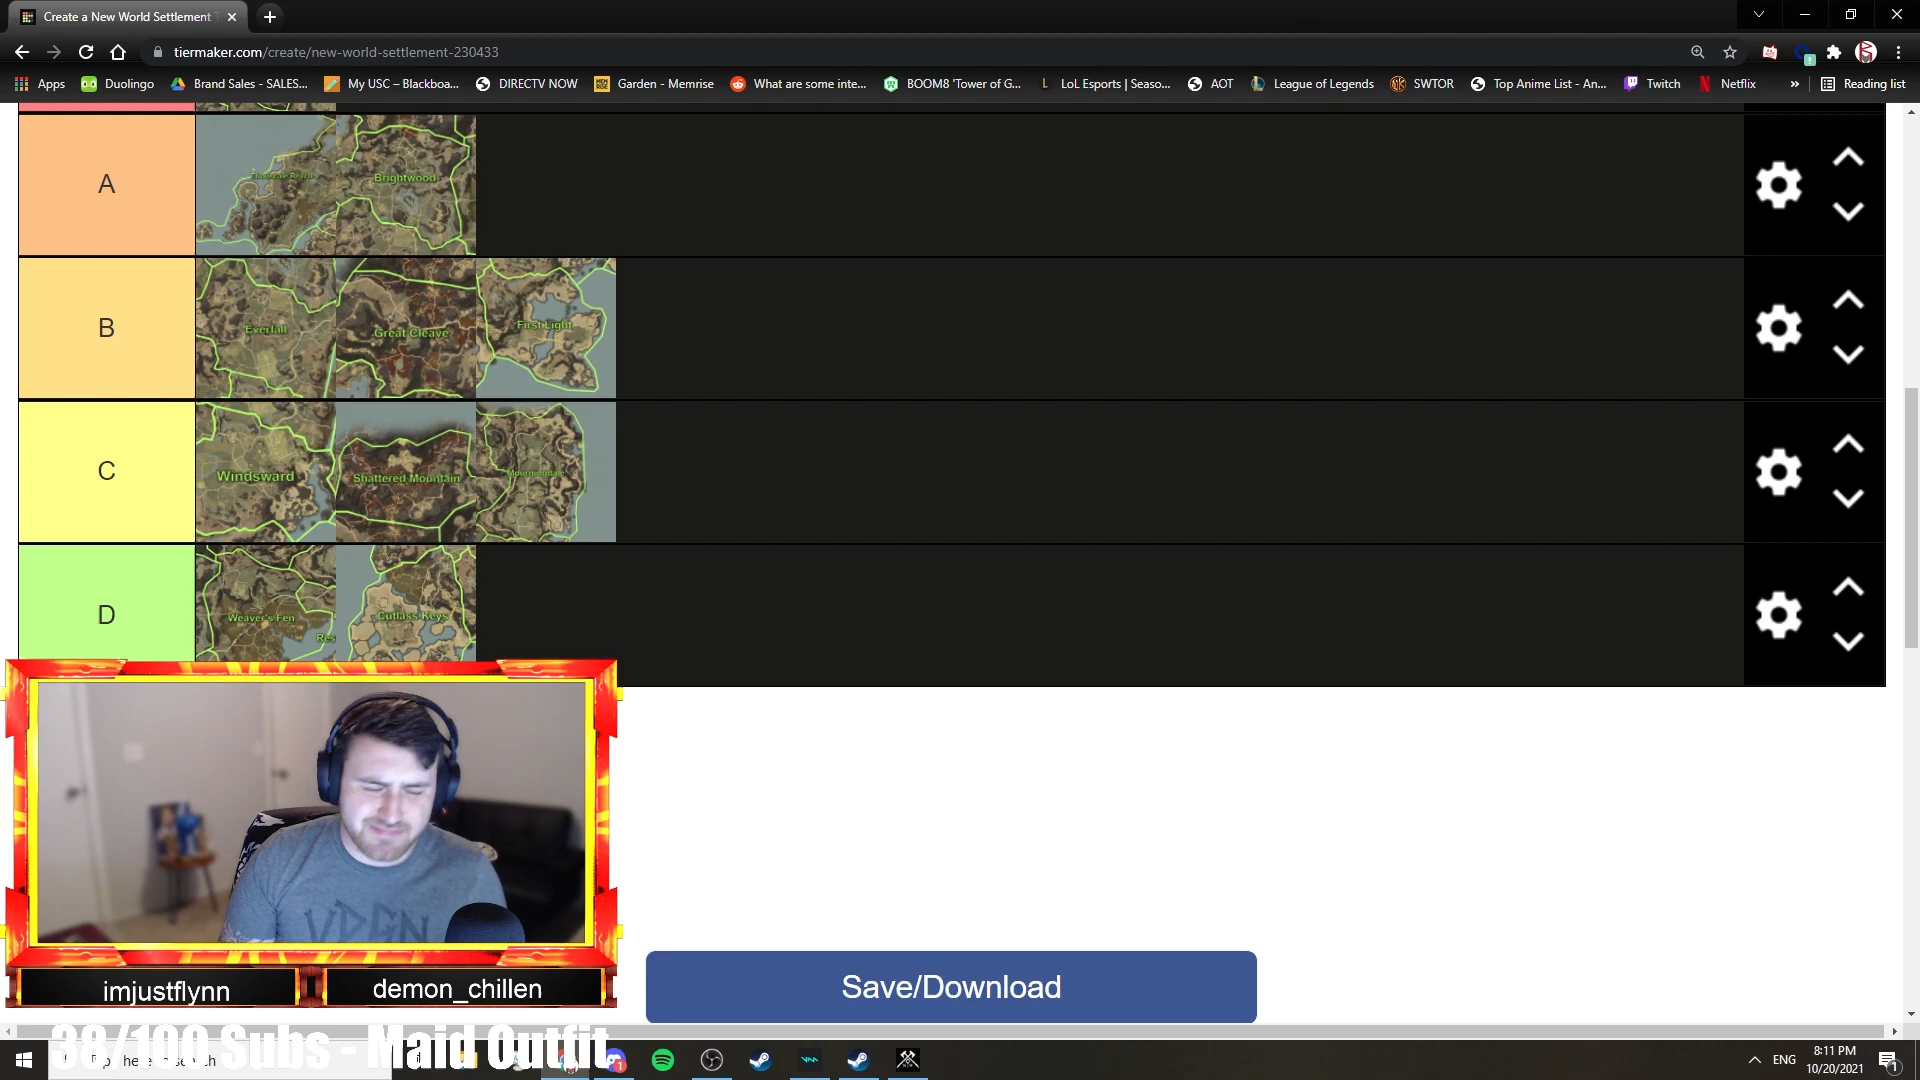 Create a New World Settlement T
tiermaker.com/create/new-world-settlement-230433
Apps
Duolingo
Brand Sales - SALES...
My USC – Blackboa...
DIRECTV NOW
Garden - Memrise
What are some inte...
BOOM8 'Tower of G...
LoL Esports | Seaso...
AOT
League of Legends
SWTOR
Top Anime List - An...
Twitch
Netflix
»
Reading list
A
Brightwood
B
Everfall
Great Cleave
First Light
C
Windsward
Shattered Mountain
Mourningdale
D
Weaver's Fen
Res
Cutlass Keys
imjustflynn
demon_chillen
Save/Download
38/100 Subs - Maid Outfit
ENG
8:11 PM
10/20/2021